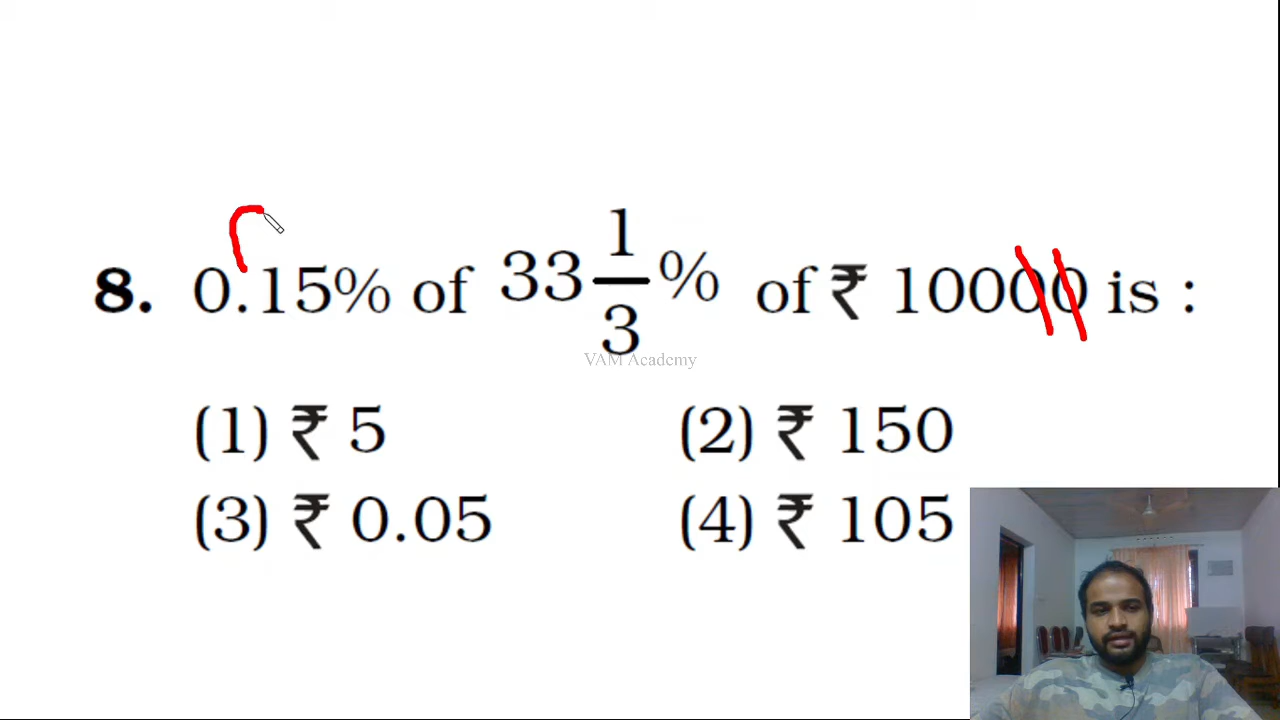 8. 0.15% of 33 1/3 % of ₹ 10000 is :
VAM Academy
(1) ₹ 5 (2) ₹ 150
(3) ₹ 0.05 (4) ₹ 105